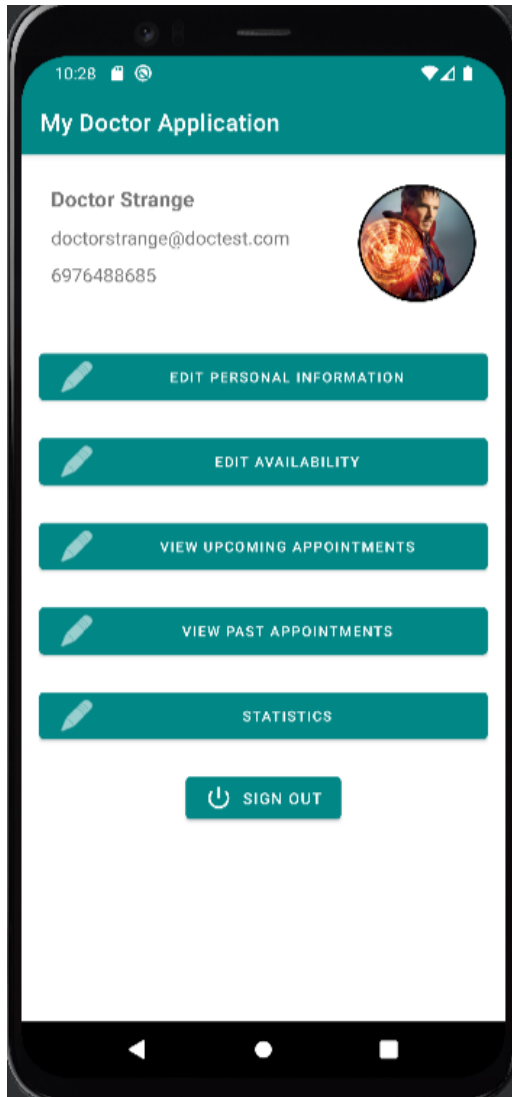 10:28
My Doctor Application
Doctor Strange
doctorstrange@doctest.com
6976488685
EDIT PERSONAL INFORMATION
EDIT AVAILABILITY
VIEW UPCOMING APPOINTMENTS
VIEW PAST APPOINTMENTS
STATISTICS
SIGN OUT